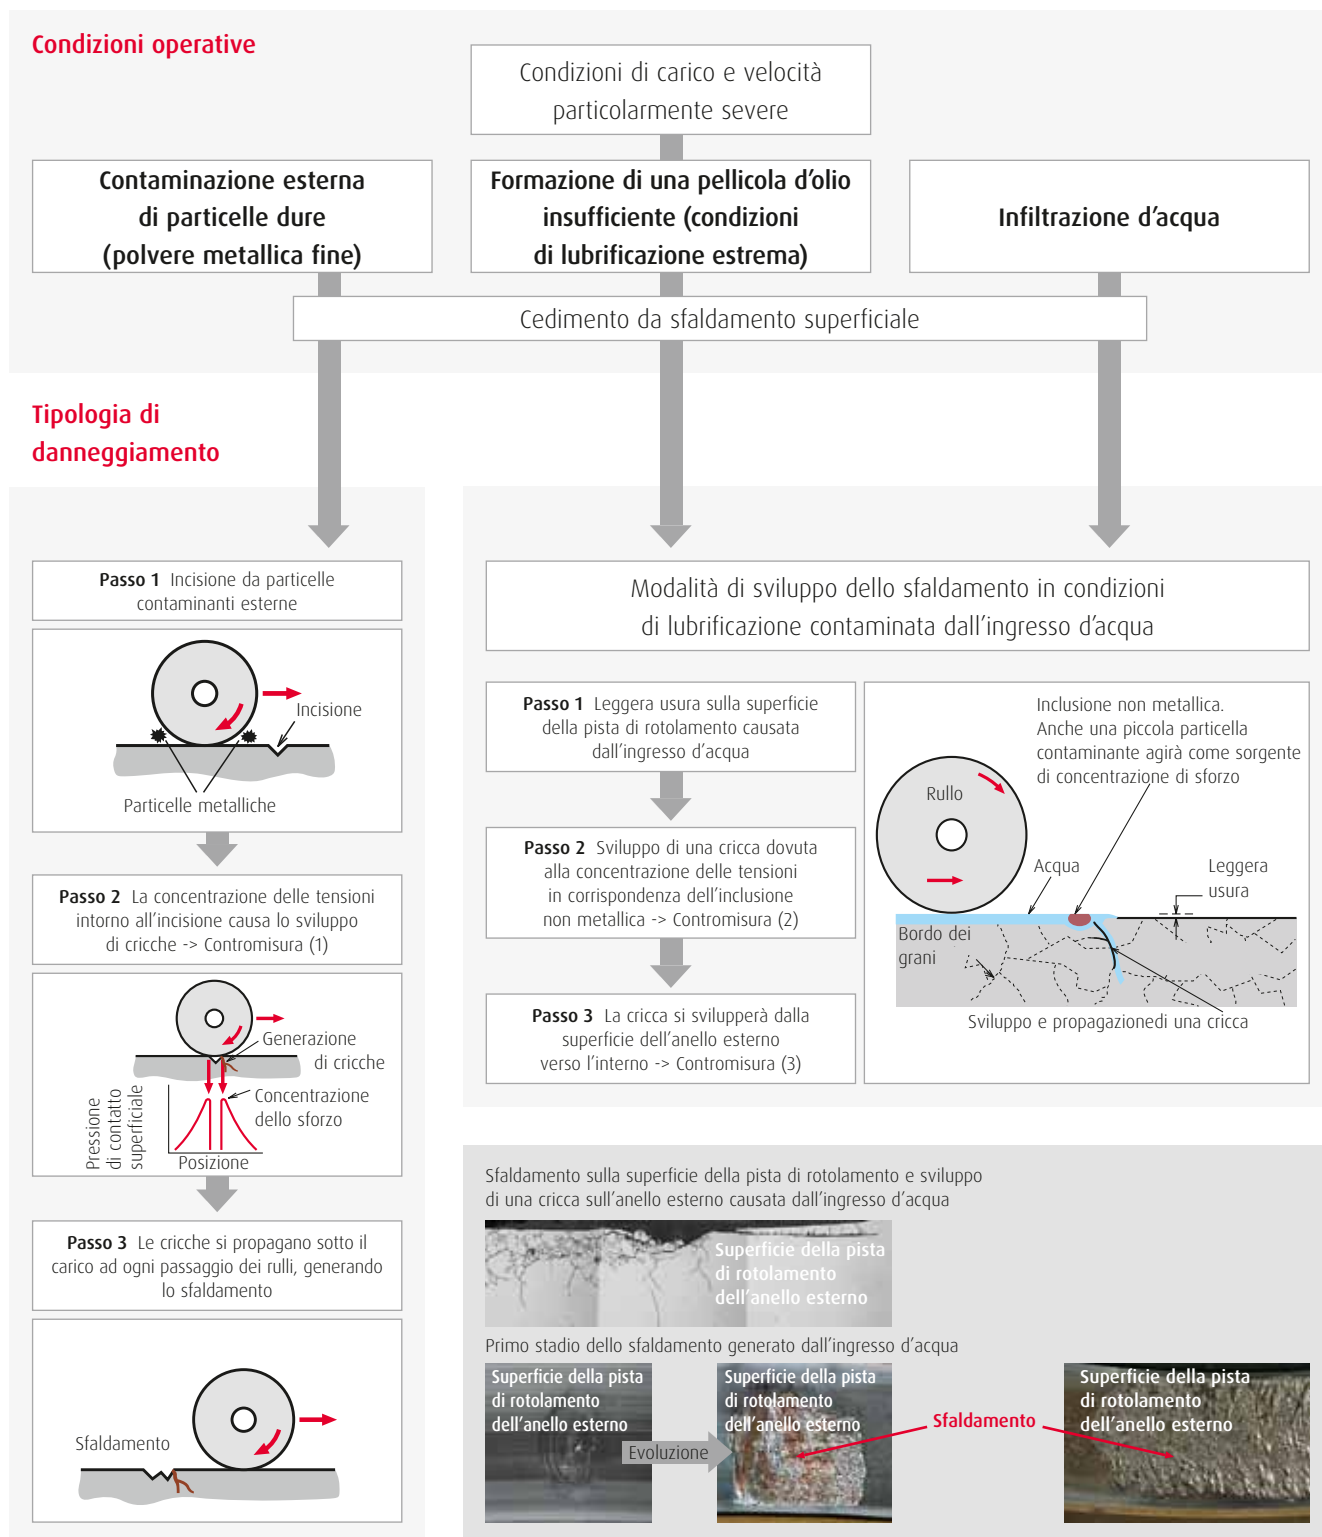 Condizioni operative
Condizioni di carico e velocità
particolarmente severe
Contaminazione esterna
di particelle dure
(polvere metallica fine)
Formazione di una pellicola d'olio
insufficiente (condizioni
di lubrificazione estrema)
Infiltrazione d'acqua
Cedimento da sfaldamento superficiale
Tipologia di
danneggiamento
Passo 1 Incisione da particelle
contaminanti esterne
Incisione
Particelle metalliche
Passo 2 La concentrazione delle tensioni
intorno all'incisione causa lo sviluppo
di cricche -> Contromisura (1)
Generazione
di cricche
Concentrazione
dello sforzo
Pressione
di contatto
superficiale
Posizione
Passo 3 Le cricche si propagano sotto il
carico ad ogni passaggio dei rulli, generando
lo sfaldamento
Sfaldamento
Modalità di sviluppo dello sfaldamento in condizioni
di lubrificazione contaminata dall'ingresso d'acqua
Passo 1 Leggera usura sulla superficie
della pista di rotolamento causata
dall'ingresso d'acqua
Passo 2 Sviluppo di una cricca dovuta
alla concentrazione delle tensioni
in corrispondenza dell'inclusione
non metallica -> Contromisura (2)
Passo 3 La cricca si svilupperà dalla
superficie dell'anello esterno
verso l'interno -> Contromisura (3)
Inclusione non metallica.
Anche una piccola particella
contaminante agirà come sorgente
di concentrazione di sforzo
Rullo
Acqua
Leggera
usura
Bordo dei
grani
Sviluppo e propagazionedi una cricca
Sfaldamento sulla superficie della pista di rotolamento e sviluppo
di una cricca sull'anello esterno causata dall'ingresso d'acqua
Superficie della pista
di rotolamento
dell'anello esterno
Primo stadio dello sfaldamento generato dall'ingresso d'acqua
Superficie della pista
di rotolamento
dell'anello esterno
Evoluzione
Superficie della pista
di rotolamento
dell'anello esterno
Sfaldamento
Superficie della pista
di rotolamento
dell'anello esterno